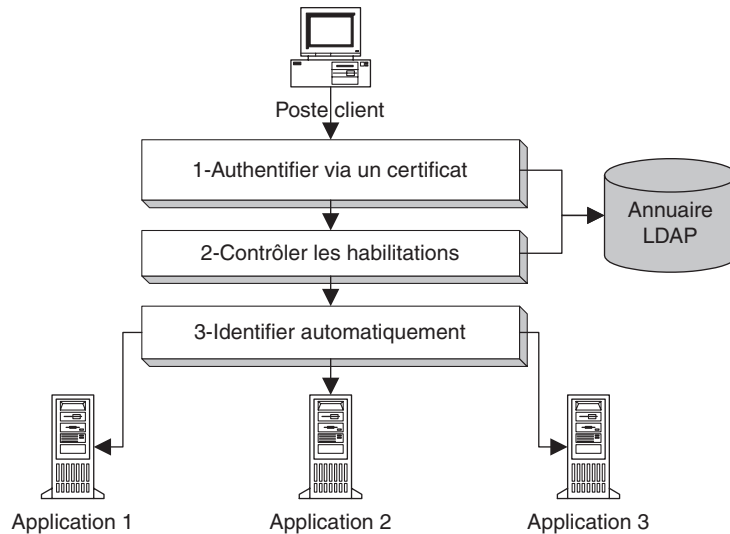 Poste client
1-Authentifier via un certificat
Annuaire
LDAP
2-Contrôler les habilitations
3-Identifier automatiquement
Application 1
Application 2
Application 3